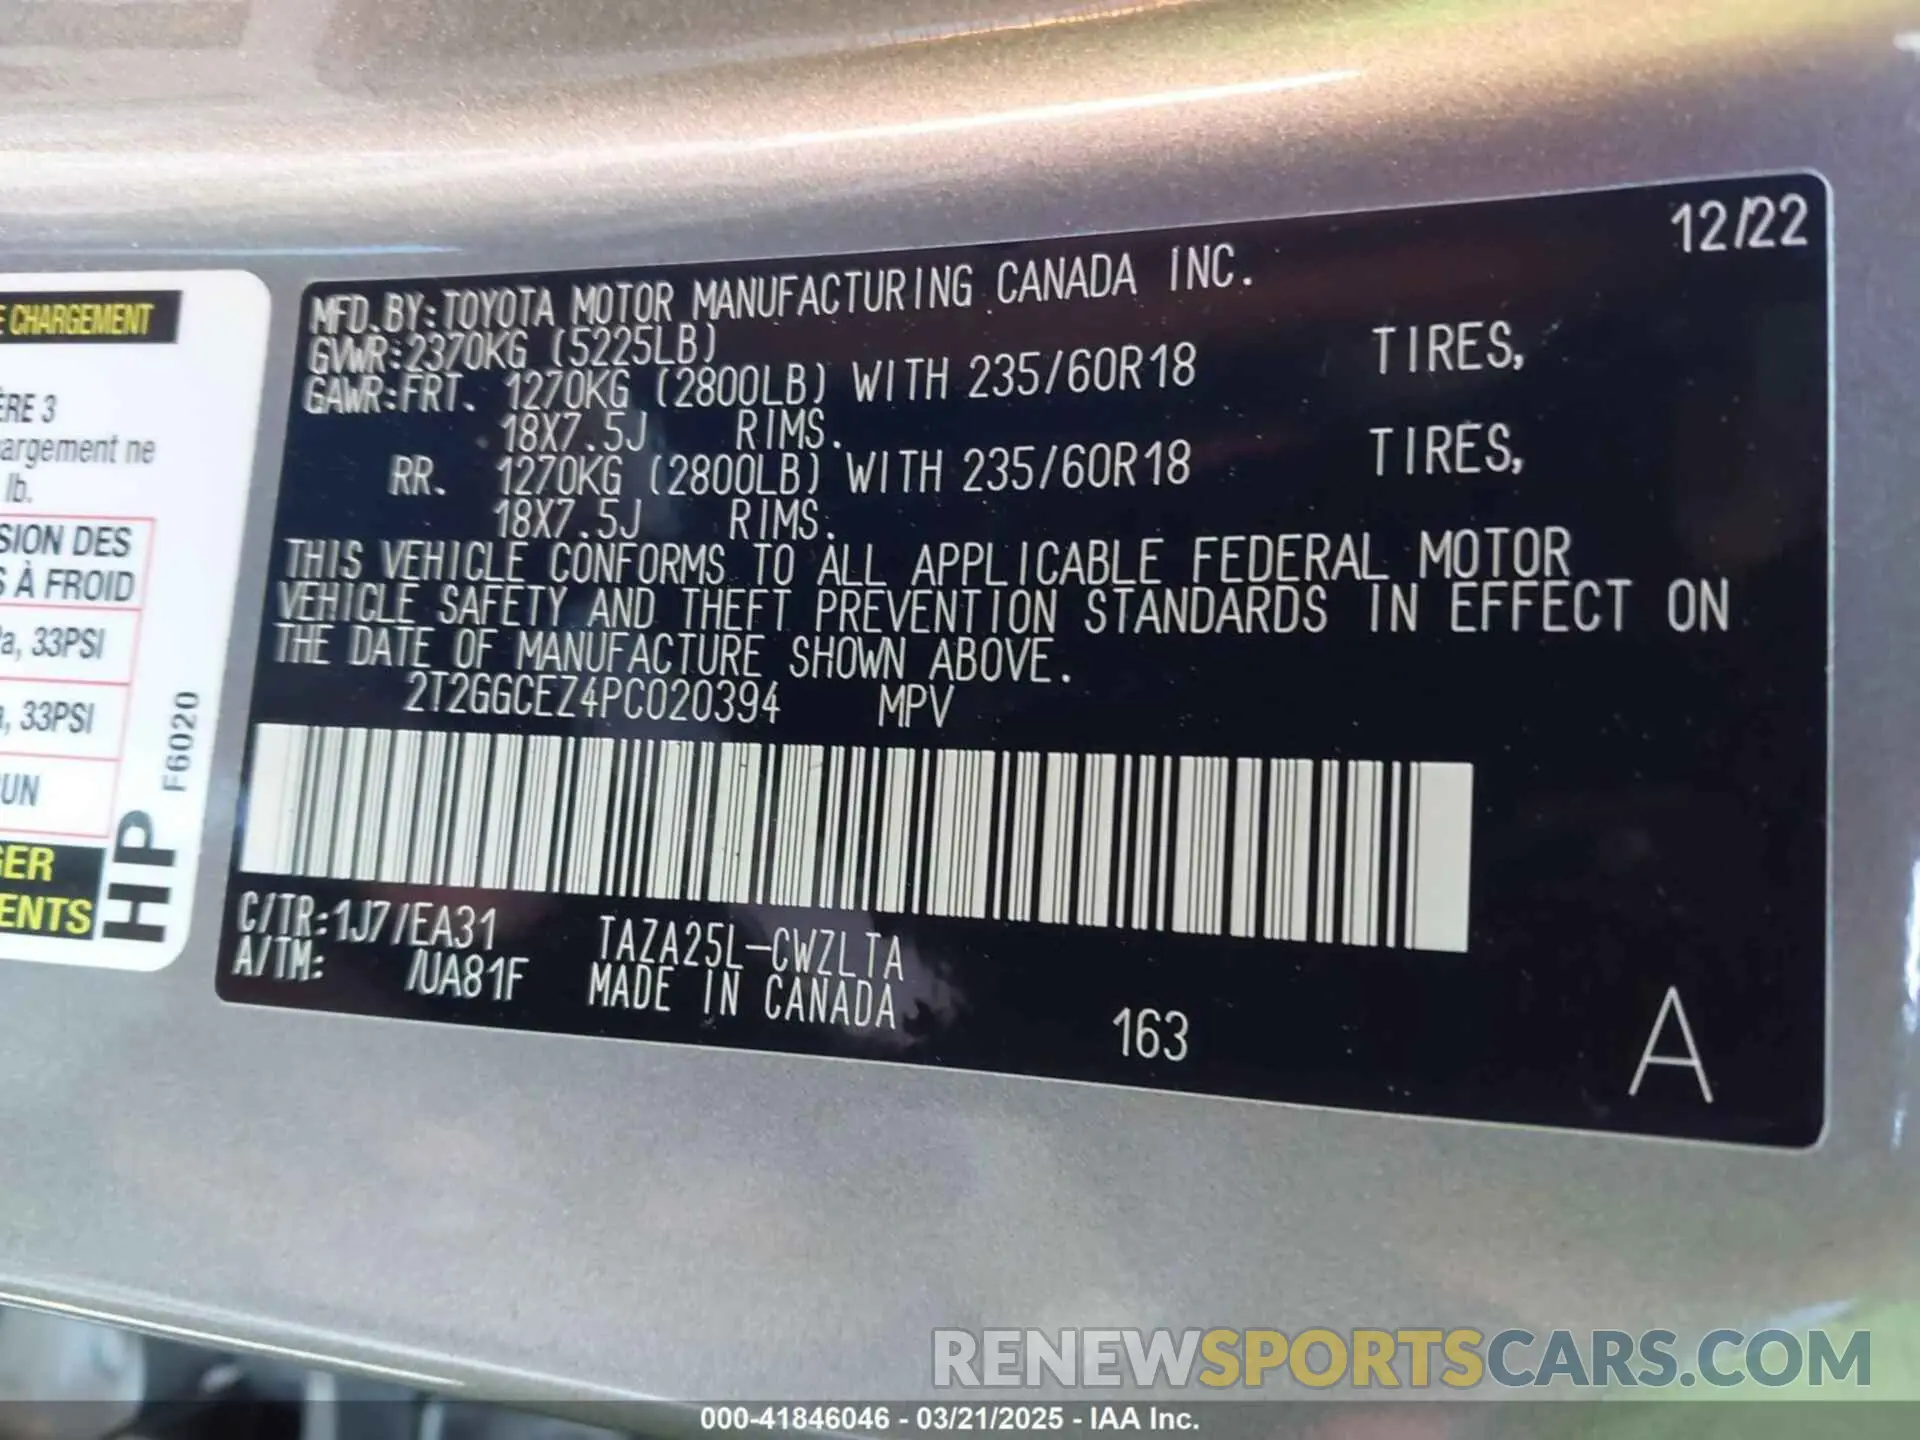 E CHARGEMENT
ÈRE 3
argement ne
lb.
SION DES
S À FROID
a, 33PSI
, 33PSI
UN
GER
ENTS
HP
F6020
12/22
MFD.BY:TOYOTA MOTOR MANUFACTURING CANADA INC.
GVWR:2370KG (5225LB)
GAWR:FRT. 1270KG (2800LB) WITH 235/60R18 TIRES,
18X7.5J RIMS.
RR. 1270KG (2800LB) WITH 235/60R18 TIRES,
18X7.5J RIMS.
THIS VEHICLE CONFORMS TO ALL APPLICABLE FEDERAL MOTOR
VEHICLE SAFETY AND THEFT PREVENTION STANDARDS IN EFFECT ON
THE DATE OF MANUFACTURE SHOWN ABOVE.
2T2GGCEZ4PC020394 MPV
C/TR:1J7/EA31 TAZA25L-CWZLTA
A/TM: /UA81F MADE IN CANADA
163
A
RENEWSPORTSCARS.COM
000-41846046 - 03/21/2025 - IAA Inc.